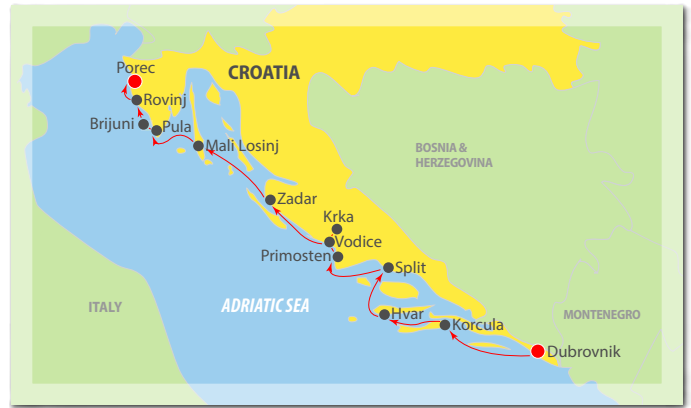 Porec
CROATIA
Rovinj
Brijuni
Pula
Mali Losinj
BOSNIA &
HERZEGOVINA
Zadar
Krka
Vodice
Primosten
Split
ITALY
ADRIATIC SEA
Hvar
Korcula
MONTENEGRO
Dubrovnik